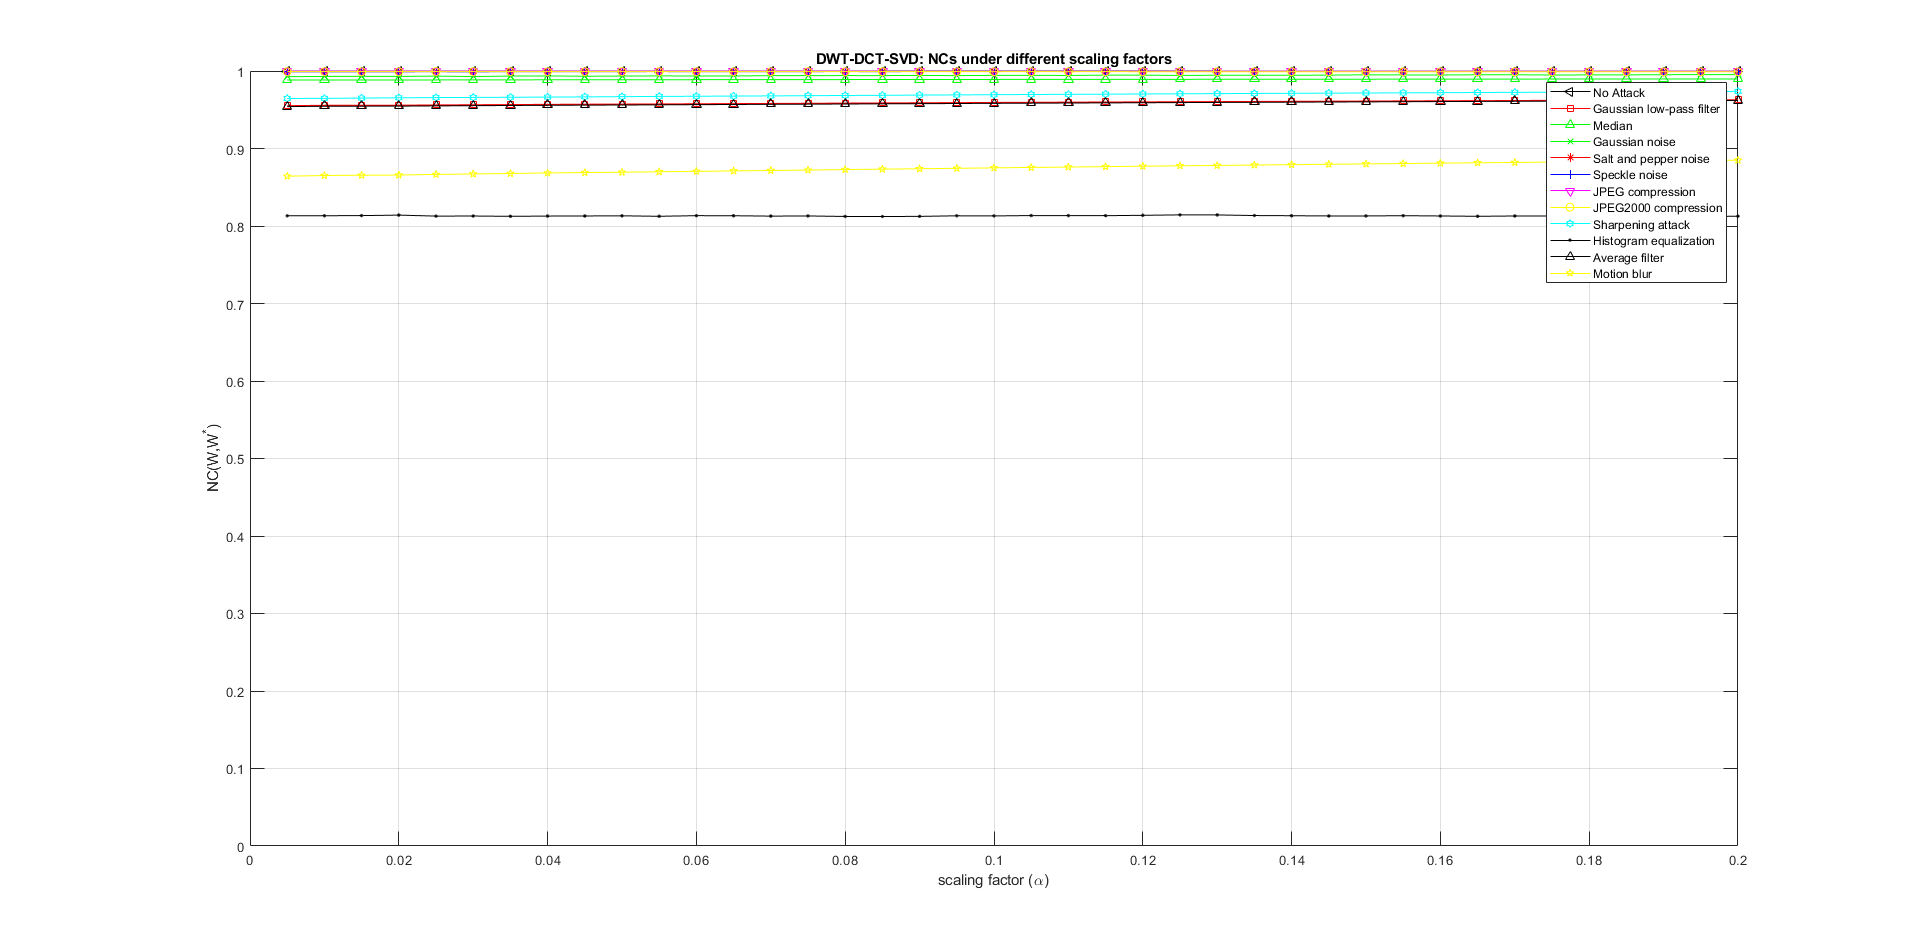 DWT-DCT-SVD: NCs under different scaling factors
1
0.9
0.8
0.7
0.6
0.5
0.4
0.3
0.2
0.1
0
NC(W,W*)
No Attack
Gaussian low-pass filter
Median
Gaussian noise
Salt and pepper noise
Speckle noise
JPEG compression
JPEG2000 compression
Sharpening attack
Histogram equalization
Average filter
Motion blur
0 0.02 0.04 0.06 0.08 0.1 0.12 0.14 0.16 0.18 0.2
scaling factor (α)